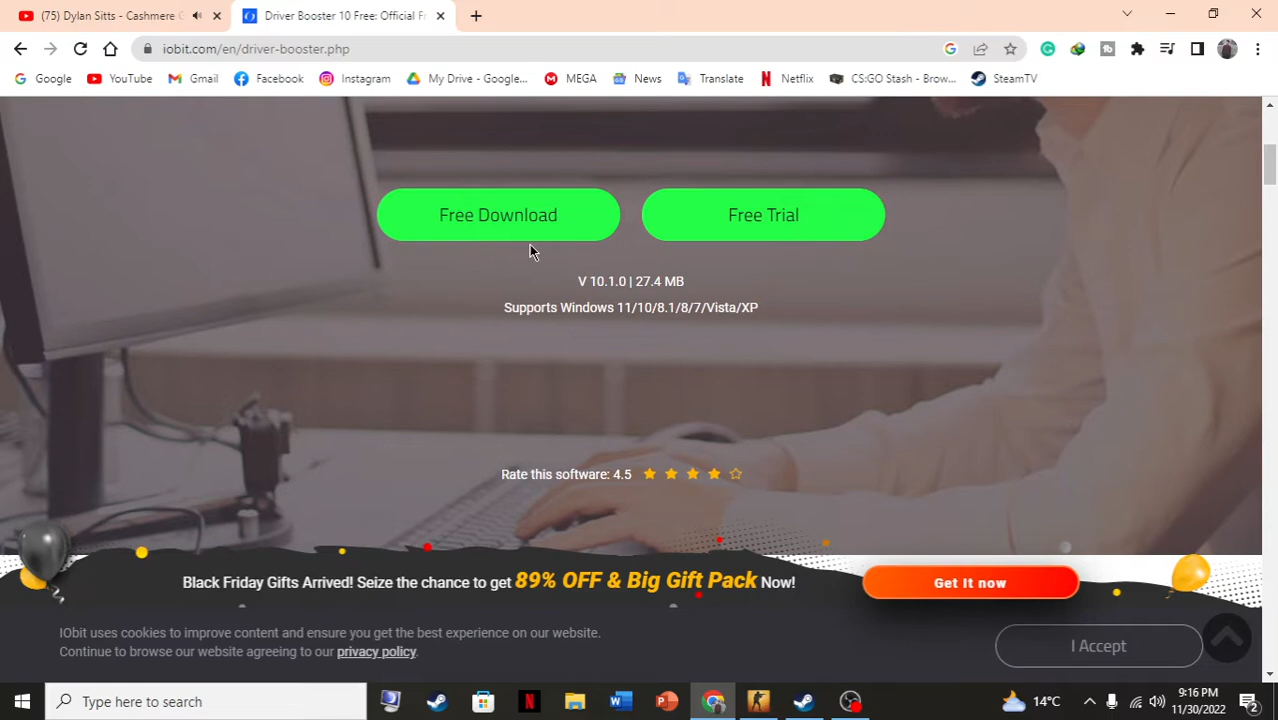 (75) Dylan Sitts - Cashmere G
Driver Booster 10 Free: Official Fr
iobit.com/en/driver-booster.php
Google
YouTube
Gmail
Facebook
Instagram
My Drive - Google...
MEGA
News
Translate
Netflix
CS:GO Stash - Brow...
SteamTV
Free Download
Free Trial
V 10.1.0 | 27.4 MB
Supports Windows 11/10/8.1/8/7/Vista/XP
Rate this software: 4.5
Black Friday Gifts Arrived! Seize the chance to get 89% OFF & Big Gift Pack Now!
Get It now
IObit uses cookies to improve content and ensure you get the best experience on our website.
Continue to browse our website agreeing to our privacy policy.
I Accept
Type here to search
14°C
9:16 PM
11/30/2022
2